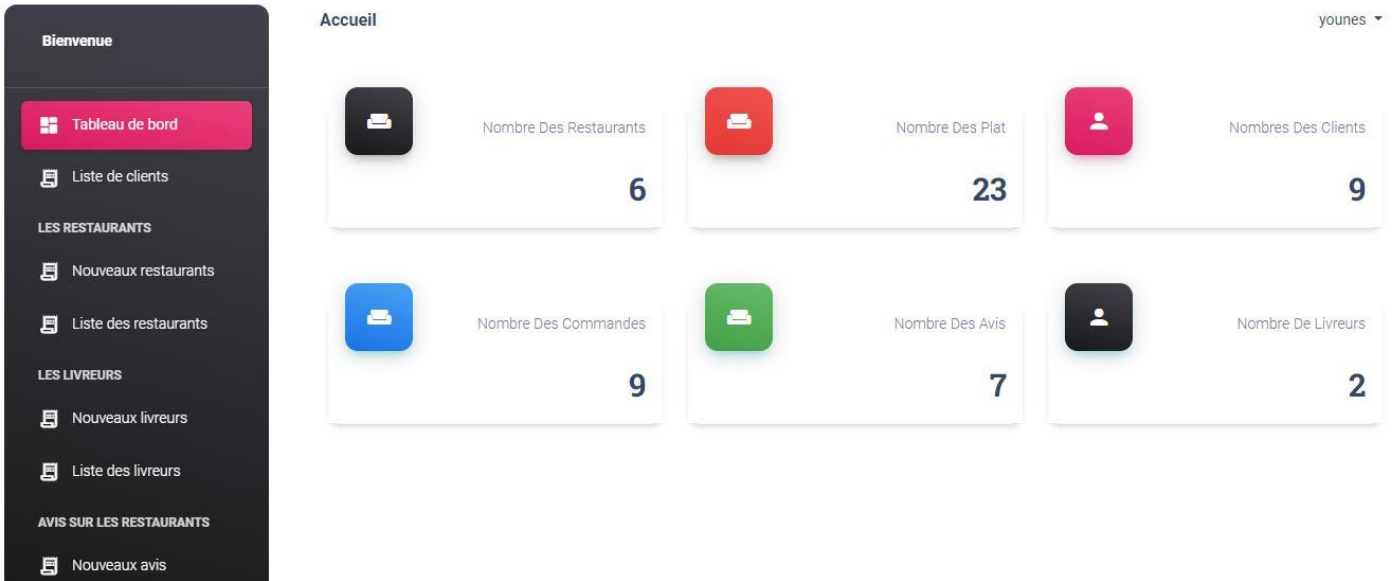 Bienvenue
Tableau de bord
Liste de clients
LES RESTAURANTS
Nouveaux restaurants
Liste des restaurants
LES LIVREURS
Nouveaux livreurs
Liste des livreurs
AVIS SUR LES RESTAURANTS
Nouveaux avis
Accueil
younes
Nombre Des Restaurants
6
Nombre Des Plat
23
Nombres Des Clients
9
Nombre Des Commandes
9
Nombre Des Avis
7
Nombre De Livreurs
2